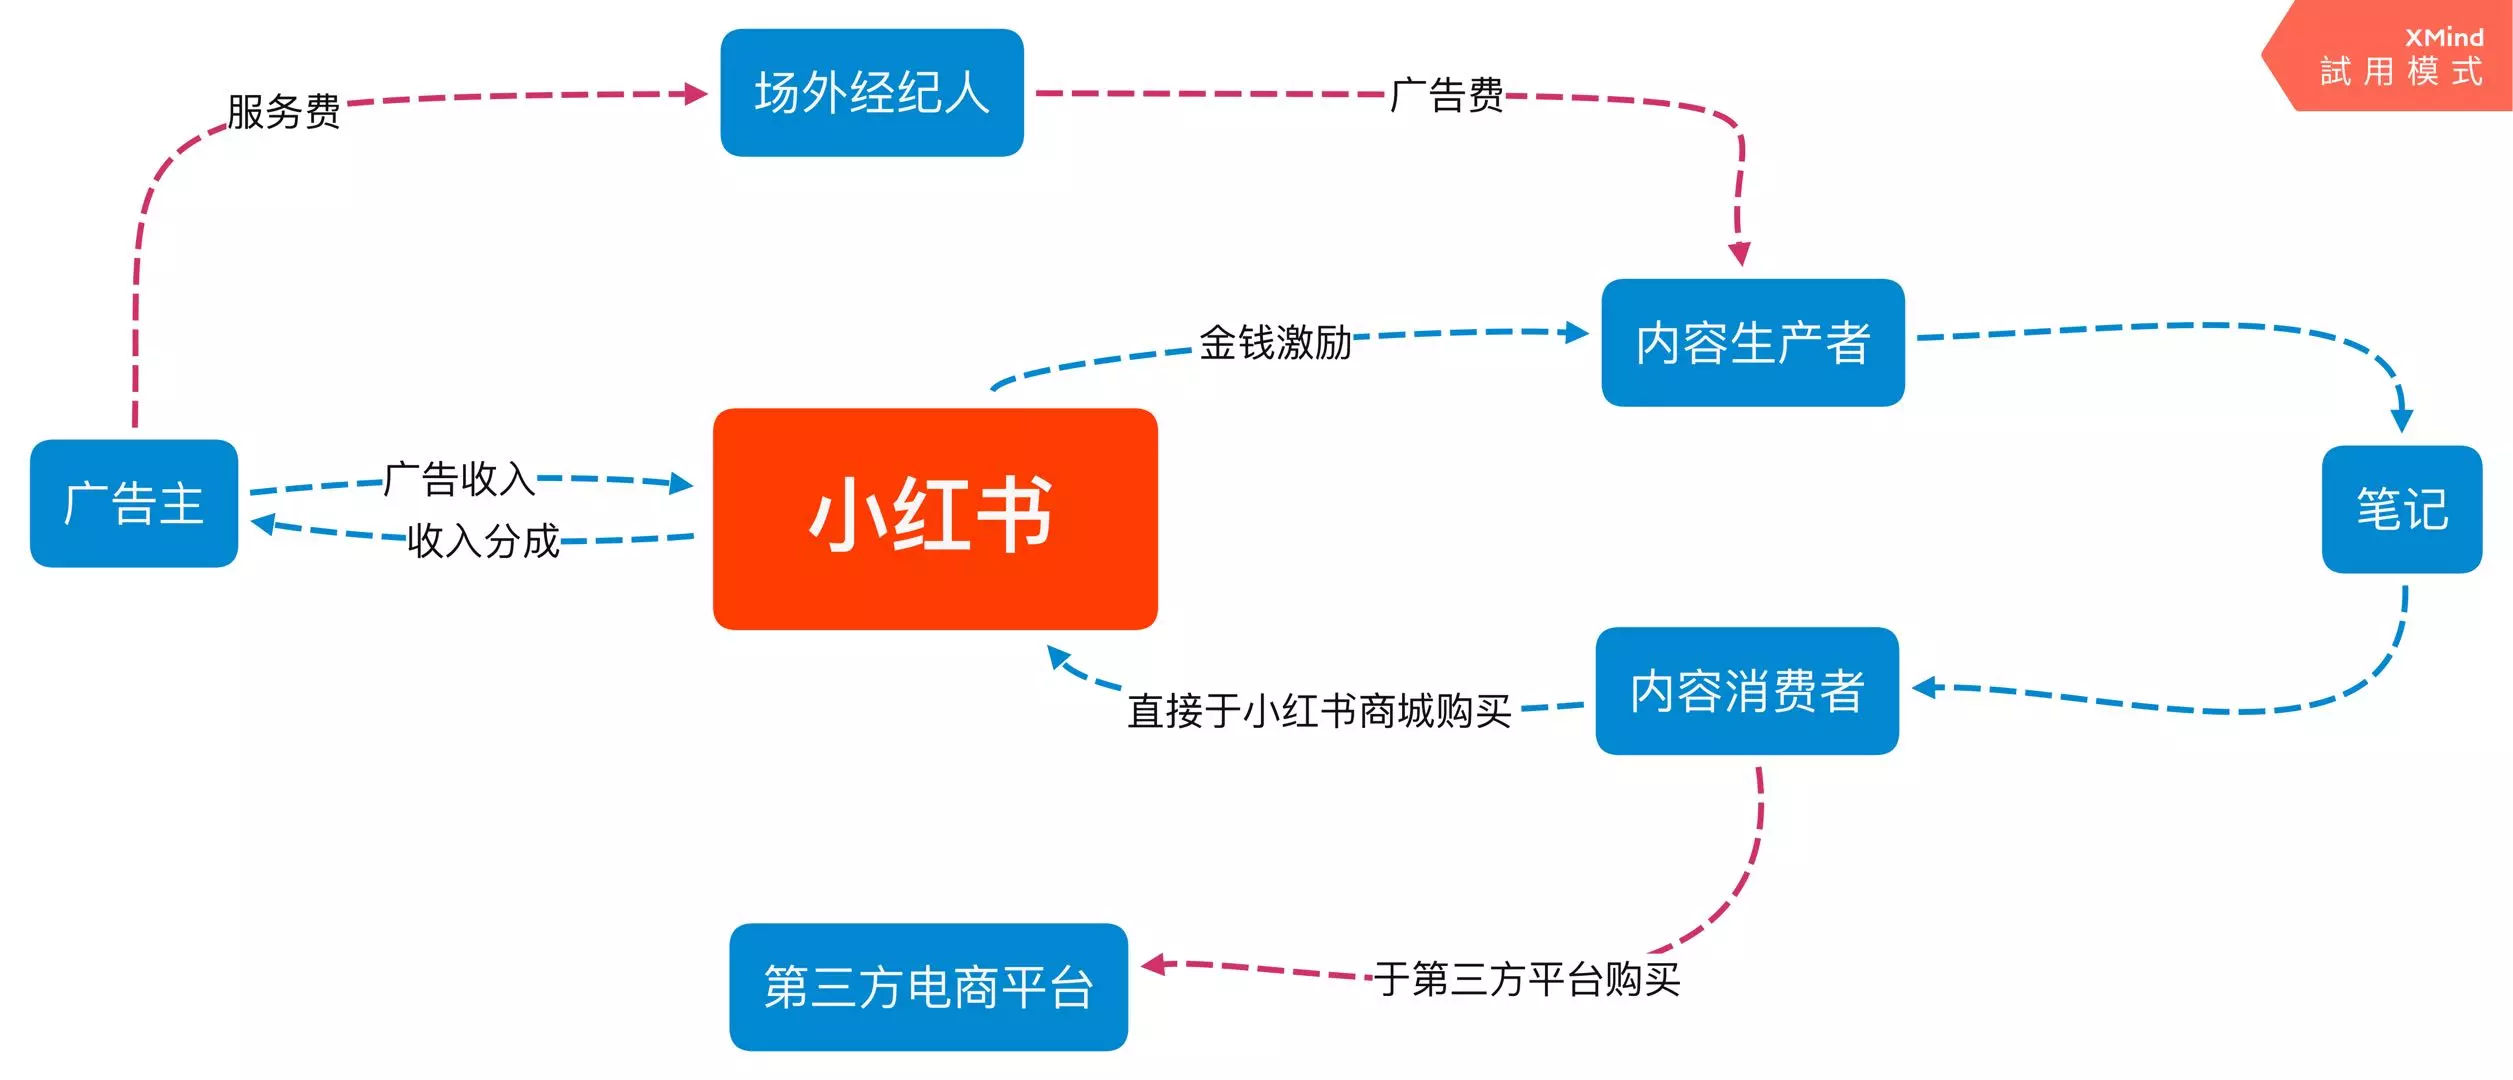 XMind
試用模式
场外经纪人
服务费
广告费
金钱激励
内容生产者
广告主
广告收入
收入分成
小红书
笔记
内容消费者
直接于小红书商城购买
第三方电商平台
于第三方平台购买